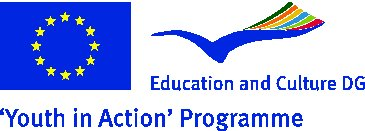 Education and Culture DG
‘Youth in Action’ Programme